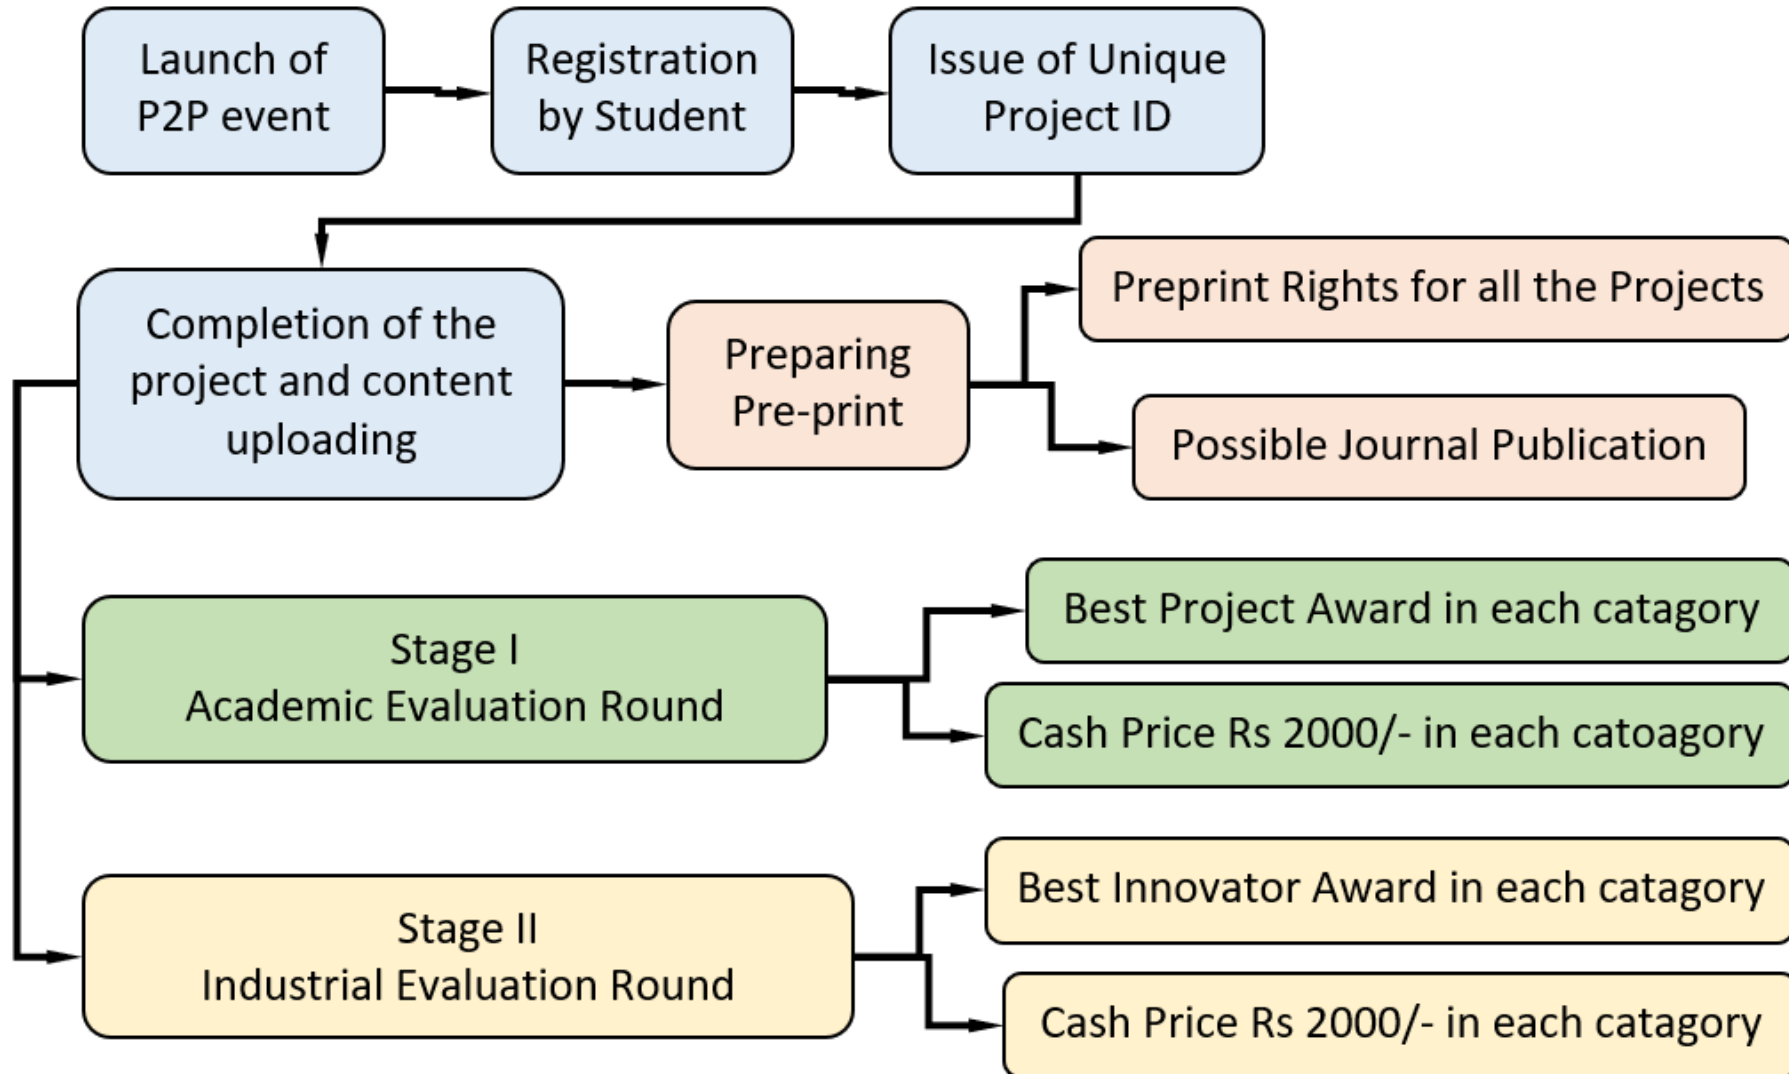 Launch of
P2P event
Registration
by Student
Issue of Unique
Project ID
Completion of the
project and content
uploading
Preparing
Pre-print
Preprint Rights for all the Projects
Possible Journal Publication
Stage I
Academic Evaluation Round
Best Project Award in each catagory
Cash Price Rs 2000/- in each catoagory
Stage II
Industrial Evaluation Round
Best Innovator Award in each catagory
Cash Price Rs 2000/- in each catagory